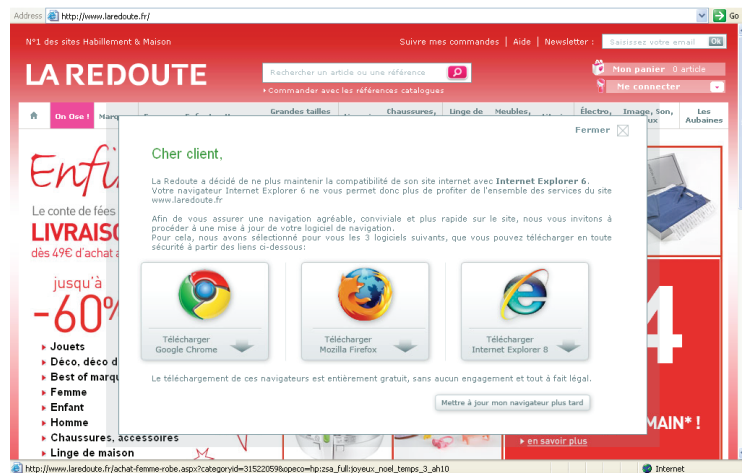 Address http://www.laredoute.fr/ Go
N°1 des sites Habillement & Maison
Suivre mes commandes | Aide | Newsletter : Saisissez votre email Ok
LA REDOUTE
Rechercher un article ou une référence
Commander avec les références catalogues
Mon panier 0 article
Me connecter
On Ose !
Grandes tailles
Chaussures,
Linge de
Meubles,
Électro,
Image, Son,
Les Aubaines
Fermer
Cher client,
La Redoute a décidé de ne plus maintenir la compatibilité de son site internet avec Internet Explorer 6.
Votre navigateur Internet Explorer 6 ne vous permet donc plus de profiter de l'ensemble des services du site
www.laredoute.fr
Afin de vous assurer une navigation agréable, conviviale et plus rapide sur le site, nous vous invitons à
procéder à une mise à jour de votre logiciel de navigation.
Pour cela, nous avons sélectionné pour vous les 3 logiciels suivants, que vous pouvez télécharger en toute
sécurité à partir des liens ci-dessous:
Télécharger
Google Chrome
Télécharger
Mozilla Firefox
Télécharger
Internet Explorer 8
Le téléchargement de ces navigateurs est entièrement gratuit, sans aucun engagement et tout à fait légal.
Mettre à jour mon navigateur plus tard
Le conte de fées
dès 49€ d'achat
jusqu'à
-60%
Jouets
Déco, déco d
Best of marqu
Femme
Enfant
Homme
Chaussures, accessoires
Linge de maison
4
MAIN* !
en savoir plus
http://www.laredoute.fr/achat-femme-robe.aspx?categoryid=31522059&opeco=hp:zsa_full:joyeux_noel_temps_3_ah10
Internet